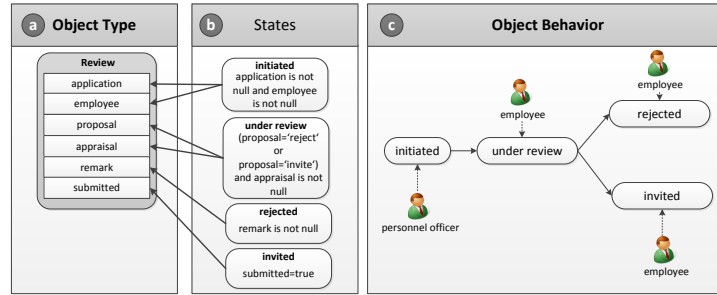 a Object Type
Review
application
employee
proposal
appraisal
remark
submitted
b States
initiated
application is not
null and employee
is not null
under review
(proposal=‘reject’
or
proposal=‘invite’)
and appraisal is not
null
rejected
remark is not null
invited
submitted=true
c Object Behavior
employee
employee
rejected
initiated
under review
invited
personnel officer
employee